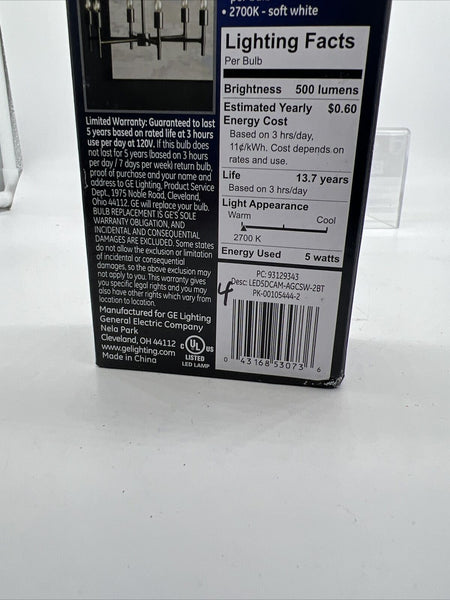 • 2700K - soft white
Lighting Facts
Per Bulb
Brightness 500 lumens
Estimated Yearly $0.60
Energy Cost
Based on 3 hrs/day,
11¢/kWh. Cost depends on
rates and use.
Life 13.7 years
Based on 3 hrs/day
Light Appearance
Warm Cool
2700 K
Energy Used 5 watts
Limited Warranty: Guaranteed to last
5 years based on rated life at 3 hours
use per day at 120V. If this bulb does
not last for 5 years (based on 3 hours
per day / 7 days per week) return bulb,
proof of purchase and your name and
address to GE Lighting, Product Service
Dept., 1975 Noble Road, Cleveland,
Ohio 44112. GE will replace your bulb.
BULB REPLACEMENT IS GE'S SOLE
WARRANTY OBLIGATION, AND
INCIDENTAL AND CONSEQUENTIAL
DAMAGES ARE EXCLUDED. Some states
do not allow the exclusion or limitation
of incidental or consequential
damages, so the above exclusion may
not apply to you. This warranty gives
you specific legal rights and you may
also have other rights which vary from
location to location.
Manufactured for GE Lighting
General Electric Company
Nela Park
Cleveland, OH 44112
www.gelighting.com
Made in China
C UL US
LISTED
LED LAMP
PC: 93129343
Desc: LED5DCAM-AGCSW-2BT
PK-00105444-2
4
0 43168 53073 6